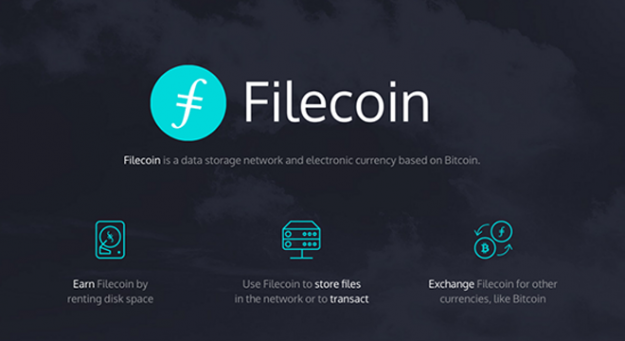 Filecoin
Filecoin is a data storage network and electronic currency based on Bitcoin.
Earn Filecoin by
renting disk space
Use Filecoin to store files
in the network or to transact
Exchange Filecoin for other
currencies, like Bitcoin